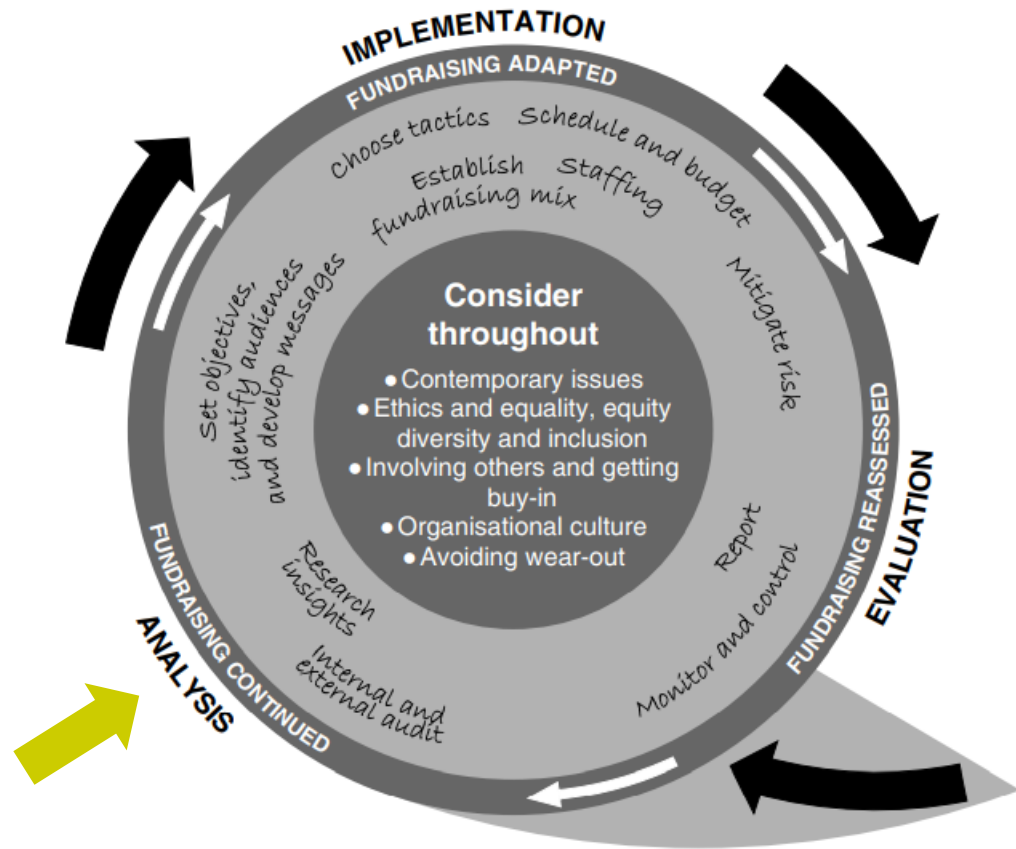 IMPLEMENTATION
FUNDRAISING ADAPTED
Choose tactics
Schedule and budget
Establish
fundraising mix
Staffing
Mitigate risk
Set objectives,
identify audiences
and develop messages
Consider
throughout
●Contemporary issues
●Ethics and equality, equity
diversity and inclusion
●Involving others and getting
buy-in
●Organisational culture
●Avoiding wear-out
FUNDRAISING REASSESSED
EVALUATION
Report
Monitor and control
Research
insights
Internal and
external audit
FUNDRAISING CONTINUED
ANALYSIS